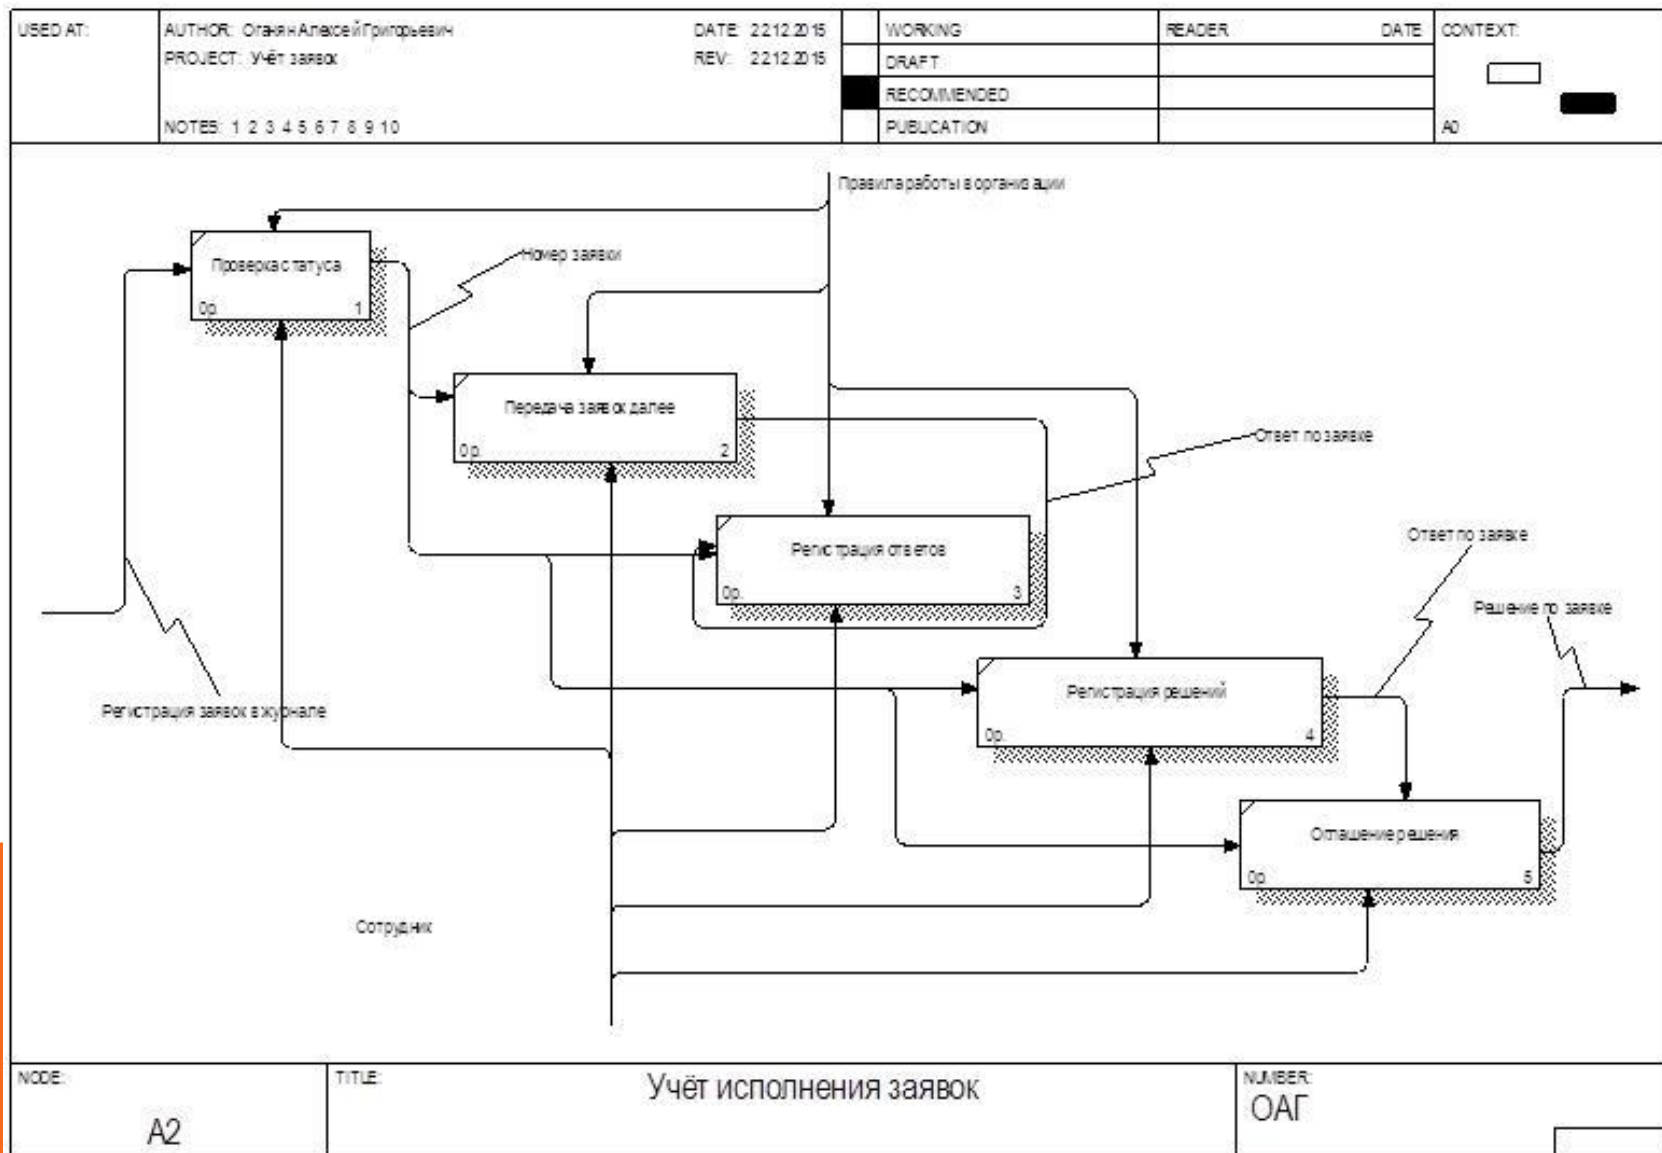 USED AT:
AUTHOR: Оганян Алексей Григорьевич
DATE: 22.12.2015
PROJECT: Учёт заявок
REV: 22.12.2015
NOTES: 1 2 3 4 5 6 7 8 9 10
WORKING
DRAFT
RECOMMENDED
PUBLICATION
READER
DATE
CONTEXT:
A0
Правила работы в организации
Проверка статуса
0р.
1
Номер заявки
Передача заявок далее
0р.
2
Ответ по заявке
Регистрация ответов
0р.
3
Ответ по заявке
Решение по заявке
Регистрация решений
0р.
4
Регистрация заявок в журнале
Оглашение решения
0р.
5
Сотрудник
NODE:
A2
TITLE:
Учёт исполнения заявок
NUMBER:
ОАГ